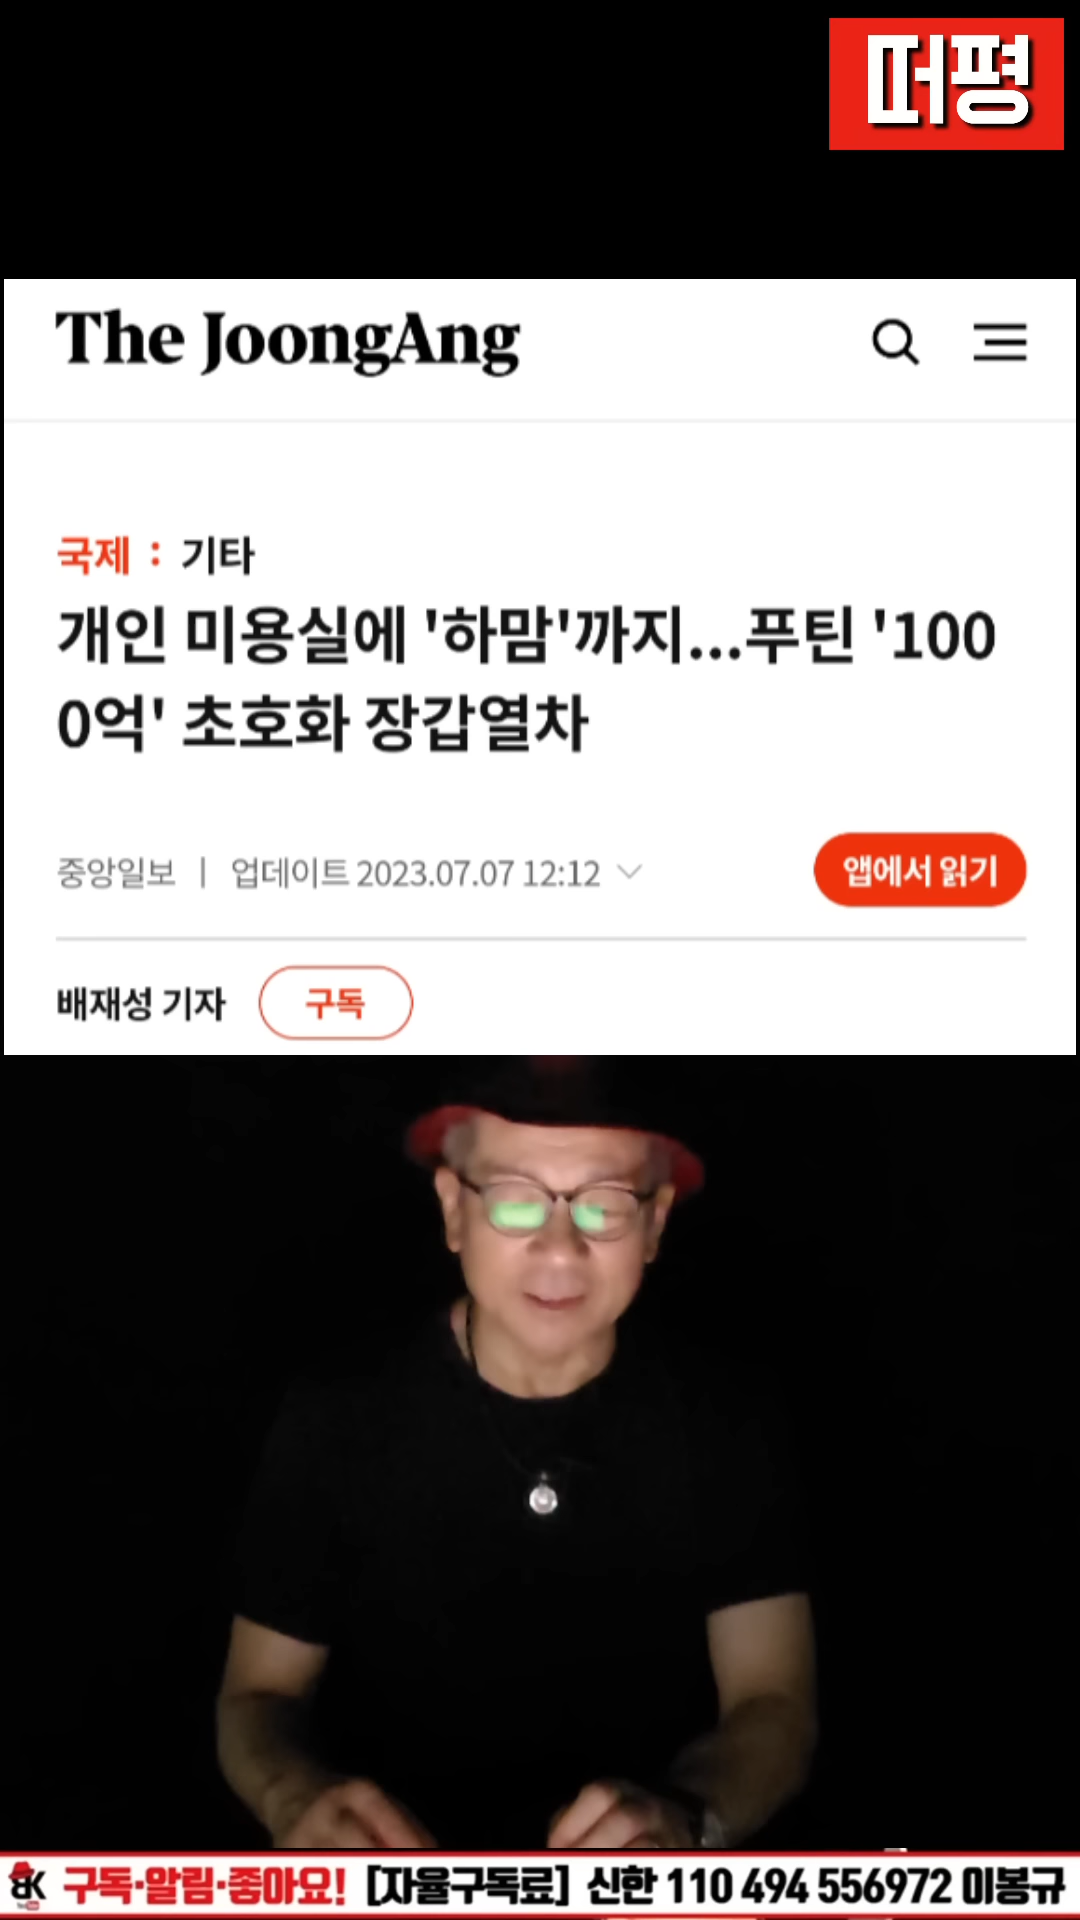 떠평
The JoongAng
국제 : 기타
개인 미용실에 '하맘'까지...푸틴 '100
0억' 초호화 장갑열차
중앙일보 | 업데이트 2023.07.07 12:12
앱에서 읽기
배재성 기자
구독
BK 구독·알림·좋아요! [자율구독료] 신한 110 494 556972 이봉규